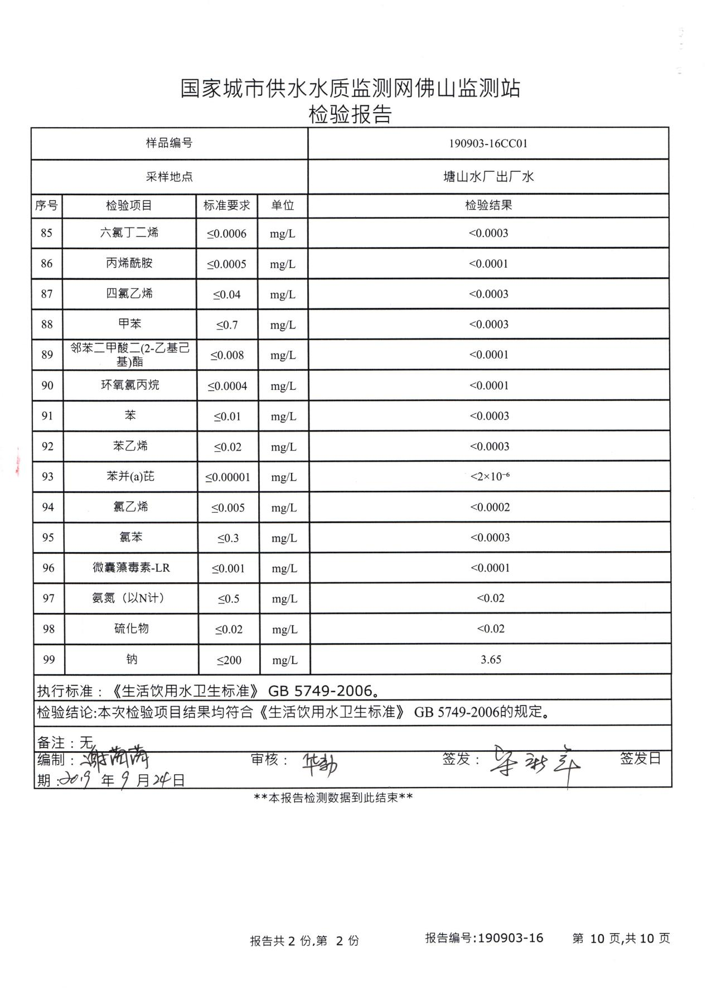 国家城市供水水质监测网佛山监测站
检验报告
样品编号 190903-16CC01
采样地点 塘山水厂出厂水
序号 检验项目 标准要求 单位 检验结果
85 六氯丁二烯 ≤0.0006 mg/L <0.0003
86 丙烯酰胺 ≤0.0005 mg/L <0.0001
87 四氯乙烯 ≤0.04 mg/L <0.0003
88 甲苯 ≤0.7 mg/L <0.0003
89 邻苯二甲酸二(2-乙基己 ≤0.008 mg/L <0.0001
基)酯
90 环氧氯丙烷 ≤0.0004 mg/L <0.0001
91 苯 ≤0.01 mg/L <0.0003
92 苯乙烯 ≤0.02 mg/L <0.0003
93 苯并(a)芘 ≤0.00001 mg/L <2×10⁻⁶
94 氯乙烯 ≤0.005 mg/L <0.0002
95 氯苯 ≤0.3 mg/L <0.0003
96 微囊藻毒素-LR ≤0.001 mg/L <0.0001
97 氨氮（以N计） ≤0.5 mg/L <0.02
98 硫化物 ≤0.02 mg/L <0.02
99 钠 ≤200 mg/L 3.65
执行标准：《生活饮用水卫生标准》 GB 5749-2006。
检验结论:本次检验项目结果均符合《生活饮用水卫生标准》 GB 5749-2006的规定。
备注：无
编制： 审核： 签发： 签发日
期:2019 年 9 月 24 日
**本报告检测数据到此结束**
报告共 2 份,第 2 份 报告编号:190903-16 第 10 页,共 10 页